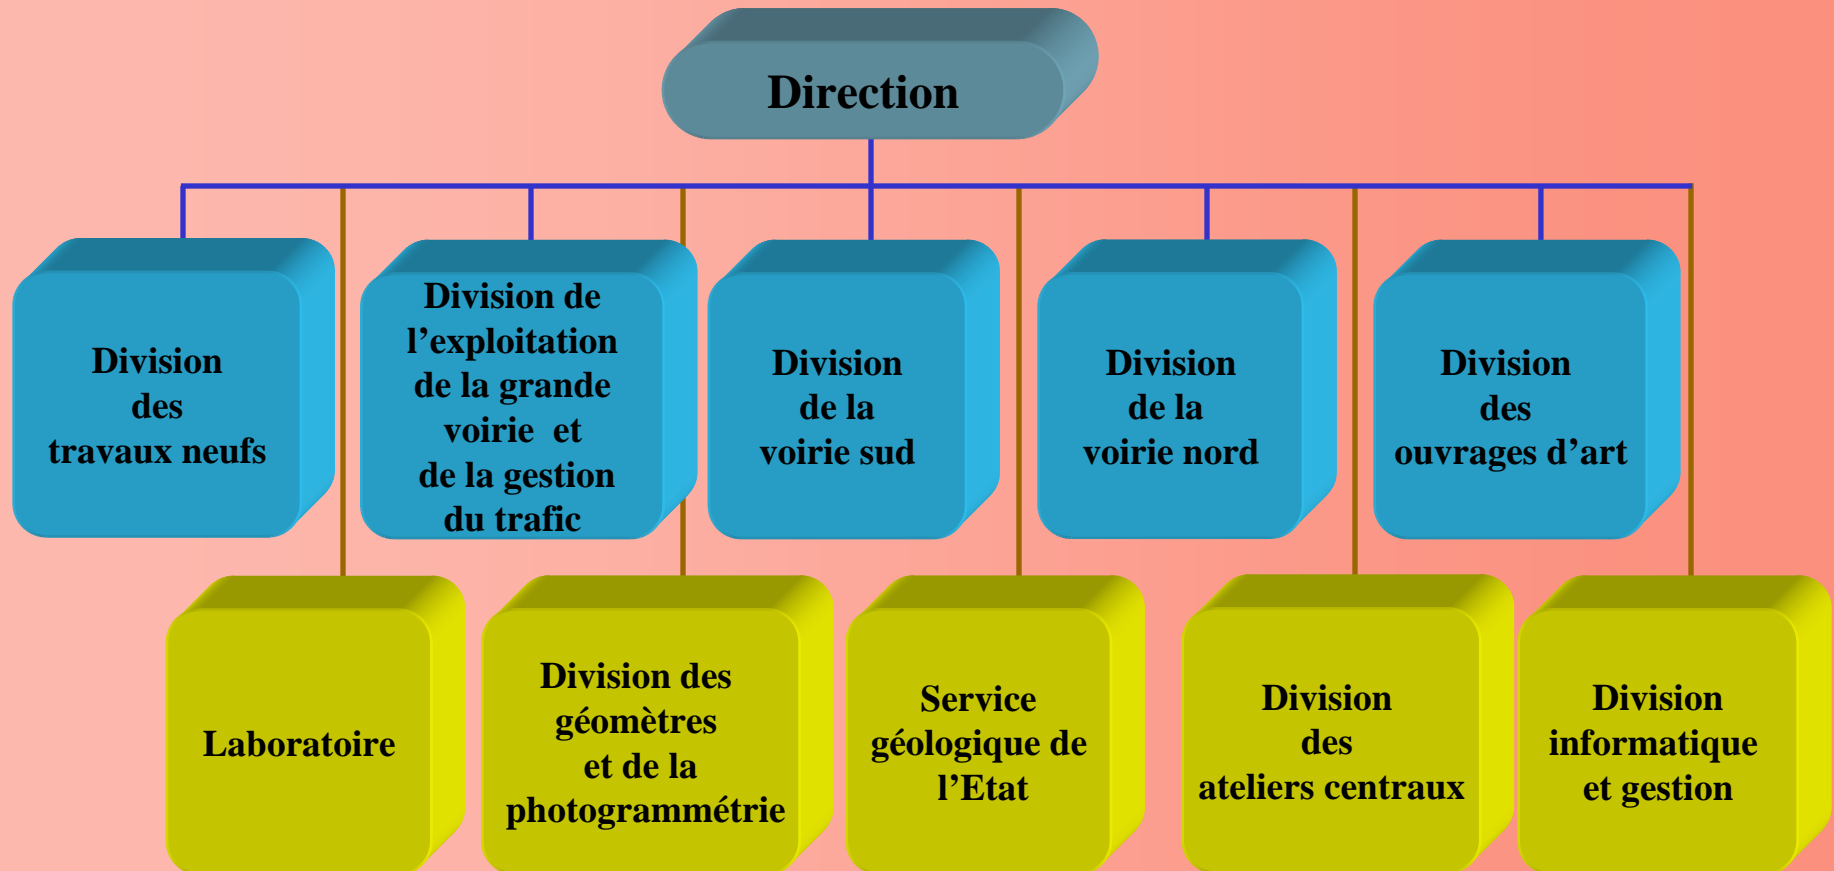 Direction
Division
des
travaux neufs
Division de
l’exploitation
de la grande
voirie et
de la gestion
du trafic
Division
de la
voirie sud
Division
de la
voirie nord
Division
des
ouvrages d’art
Laboratoire
Division des
géomètres
et de la
photogrammétrie
Service
géologique de
l’Etat
Division
des
ateliers centraux
Division
informatique
et gestion